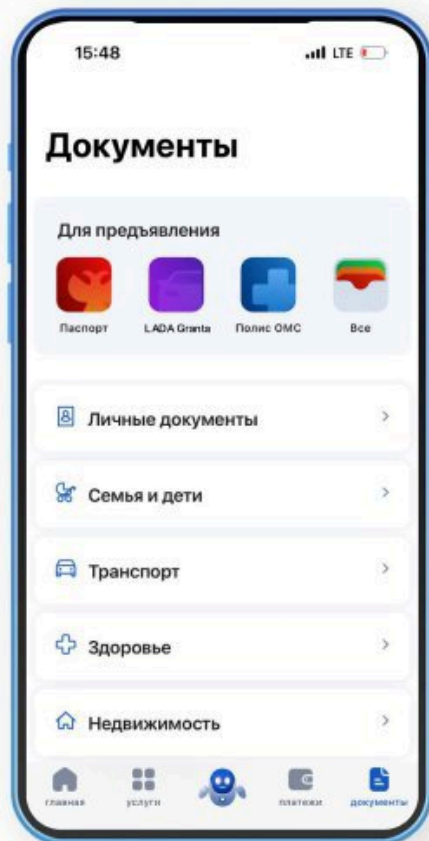 15:48 LTE
Документы
Для предъявления
Паспорт LADA Granta Полис ОМС Все
Личные документы
Семья и дети
Транспорт
Здоровье
Недвижимость
главная услуги платежи документы